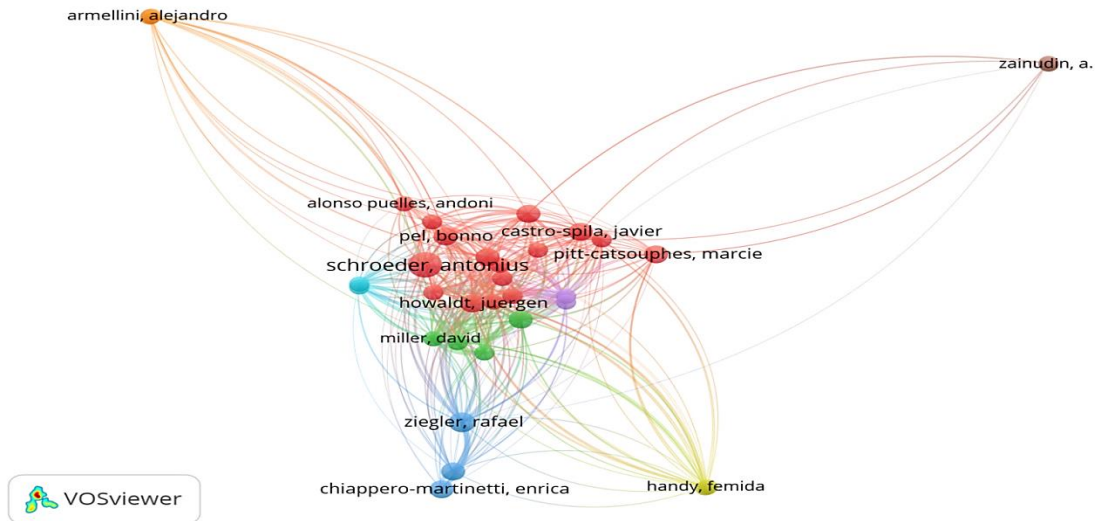 armellini, alejandro
zainudin, a.
alonso puelles, andoni
castro-spila, javier
pel, bonno
pitt-catsouphes, marcie
schroeder, antonius
howaldt, juergen
miller, david
ziegler, rafael
handy, femida
chiappero-martinetti, enrica
VOSviewer